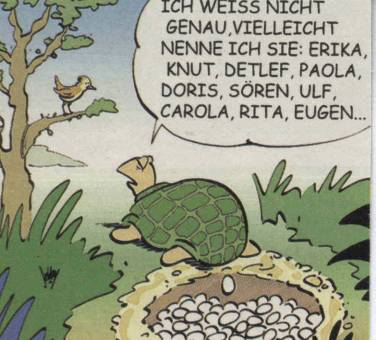 ICH WEISS NICHT
GENAU,VIELLEICHT
NENNE ICH SIE: ERIKA,
KNUT, DETLEF, PAOLA,
DORIS, SÖREN, ULF,
CAROLA, RITA, EUGEN...